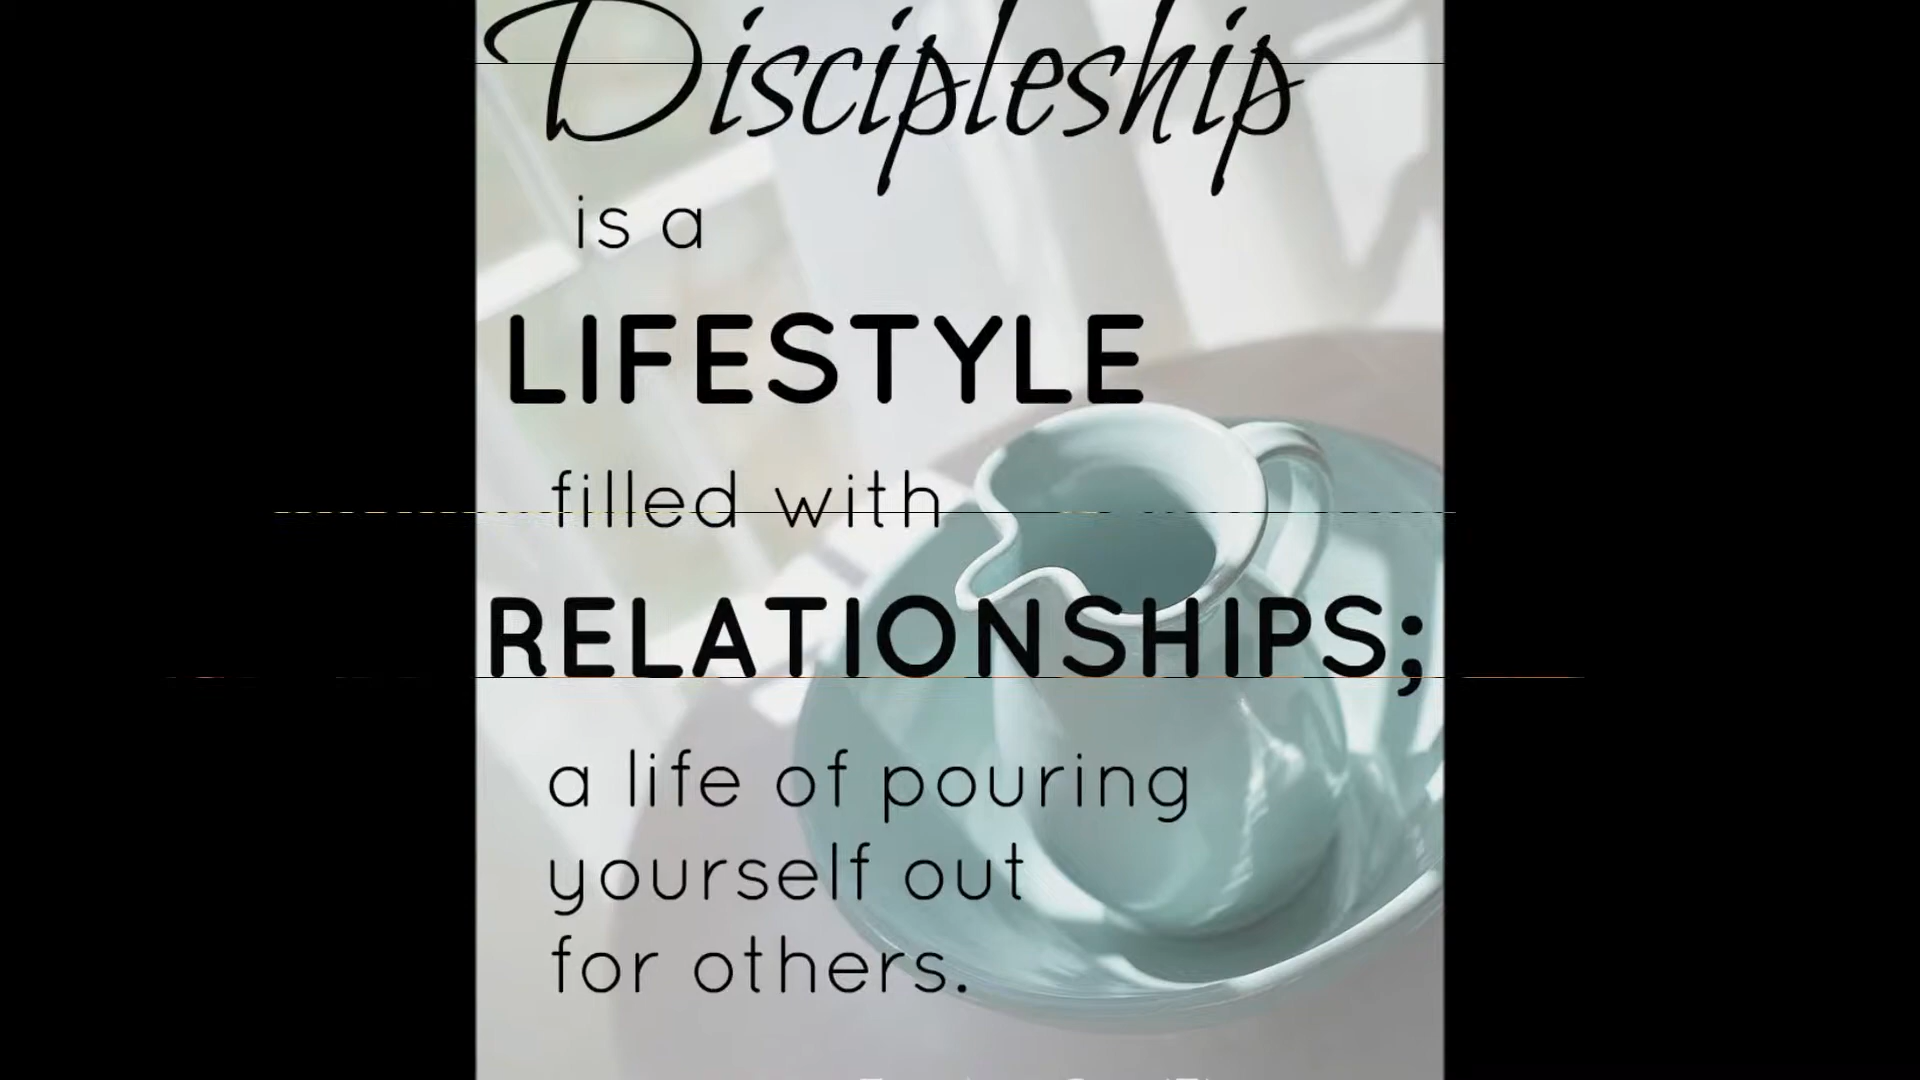 Discipleship
is a
LIFESTYLE
filled with
RELATIONSHIPS;
a life of pouring
yourself out
for others.